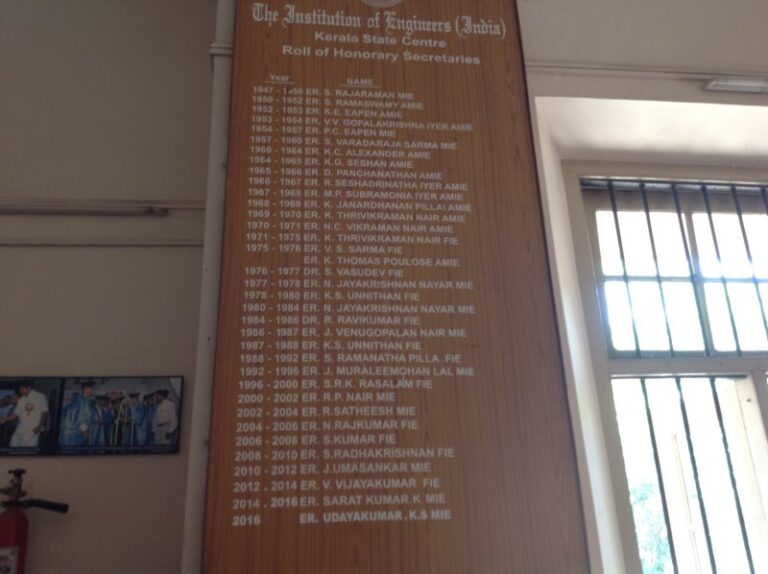 The Institution of Engineers (India)
Kerala State Centre
Roll of Honorary Secretaries
Year NAME
1947 - 1950 ER. S. RAJARAMAN MIE
1950 - 1952 ER. S. RAMASWAMY AMIE
1952 - 1953 ER. K.E. EAPEN AMIE
1953 - 1954 ER. V.V. GOPALAKRISHNA IYER AMIE
1954 - 1957 ER. P.C. EAPEN MIE
1957 - 1960 ER. S. VARADARAJA SARMA MIE
1960 - 1964 ER. K.C. ALEXANDER AMIE
1964 - 1965 ER. K.G. SESHAN AMIE
1965 - 1966 ER. D. PANCHANATHAN AMIE
1966 - 1967 ER. R.SESHADRINATHA IYER AMIE
1967 - 1968 ER. M.P. SUBRAMONIA IYER AMIE
1968 - 1969 ER. K. JANARDHANAN PILLAI AMIE
1969 - 1970 ER. K. THRIVIKRAMAN NAIR AMIE
1970 - 1971 ER. N.C. VIKRAMAN NAIR AMIE
1971 - 1975 ER. K. THRIVIKRAMAN NAIR FIE
1975 - 1976 ER. V. S. SARMA FIE
ER. K. THOMAS POULOSE AMIE
1976 - 1977 DR. S. VASUDEV FIE
1977 - 1978 ER. N. JAYAKRISHNAN NAYAR MIE
1978 - 1980 ER. K.S. UNNITHAN FIE
1980 - 1984 ER. N. JAYAKRISHNAN NAYAR MIE
1984 - 1986 DR. R. RAVIKUMAR FIE
1986 - 1987 ER. J. VENUGOPALAN NAIR MIE
1987 - 1988 ER. K.S. UNNITHAN FIE
1988 - 1992 ER. S. RAMANATHA PILLA FIE
1992 - 1996 ER. J. MURALEEMOHAN LAL MIE
1996 - 2000 ER. S.R.K. RASALAM FIE
2000 - 2002 ER. R.P. NAIR MIE
2002 - 2004 ER. R.SATHEESH MIE
2004 - 2006 ER. N.RAJKUMAR FIE
2006 - 2008 ER. S.KUMAR FIE
2008 - 2010 ER. S.RADHAKRISHNAN FIE
2010 - 2012 ER. J.UMASANKAR MIE
2012 . 2014 ER. V. VIJAYAKUMAR FIE
2014 . 2016 ER. SARAT KUMAR.K MIE
2016 ER. UDAYAKUMAR . K.S MIE